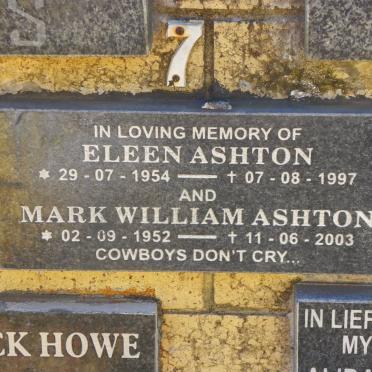 7
IN LOVING MEMORY OF
ELEEN ASHTON
* 29 - 07 - 1954 — † 07 - 08 - 1997
AND
MARK WILLIAM ASHTON
* 02 - 09 - 1952 — † 11 - 06 - 2003
COWBOYS DON'T CRY...
CK HOWE
IN LIEF
MY